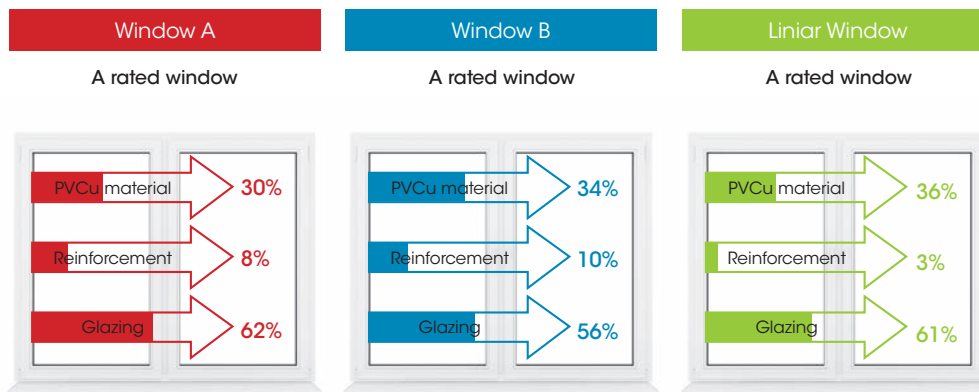 Window A
A rated window
PVCu material 30%
Reinforcement 8%
Glazing 62%
Window B
A rated window
PVCu material 34%
Reinforcement 10%
Glazing 56%
Liniar Window
A rated window
PVCu material 36%
Reinforcement 3%
Glazing 61%